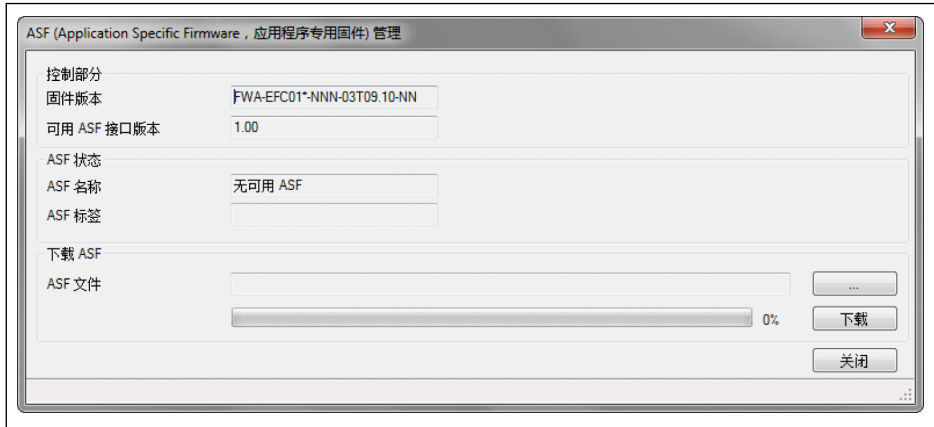 ASF (Application Specific Firmware，应用程序专用固件) 管理
控制部分
固件版本 FWA-EFC01*-NNN-03T09.10-NN
可用 ASF 接口版本 1.00
ASF 状态
ASF 名称 无可用 ASF
ASF 标签
下载 ASF
ASF 文件 ...
0% 下载
关闭